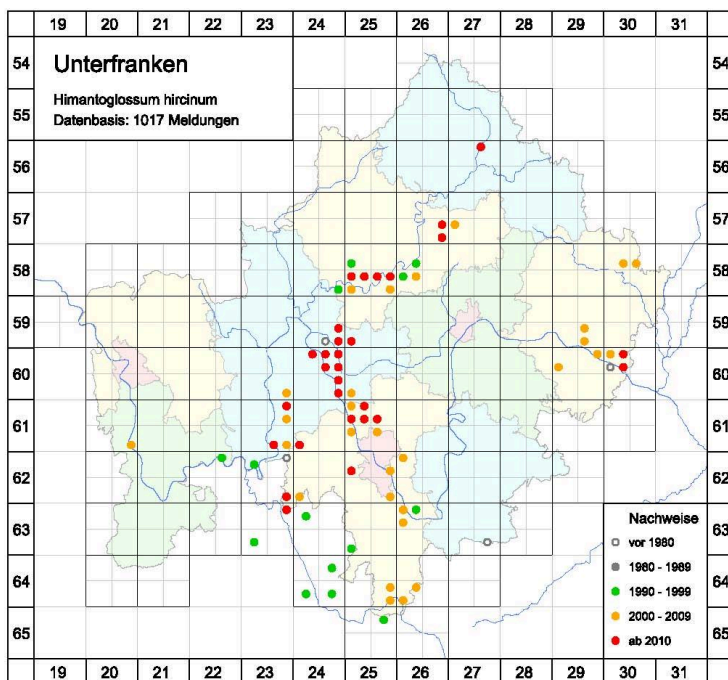 19 20 21 22 23 24 25 26 27 28 29 30 31
Unterfranken
Himantoglossum hircinum
Datenbasis: 1017 Meldungen
54 54
55 55
56 56
57 57
58 58
59 59
60 60
61 61
62 62
63 63
64 64
65 65
Nachweise
vor 1980
1980 - 1989
1990 - 1999
2000 - 2009
ab 2010
19 20 21 22 23 24 25 26 27 28 29 30 31